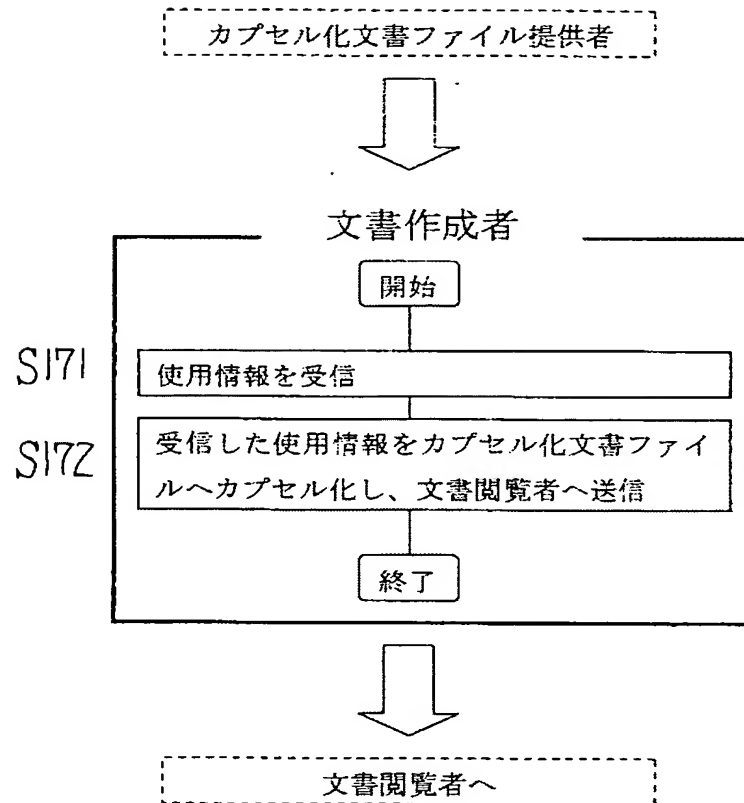 カプセル化文書ファイル提供者
文書作成者
開始
S171
使用情報を受信
S172
受信した使用情報をカプセル化文書ファイ
ルへカプセル化し、文書閲覧者へ送信
終了
文書閲覧者へ